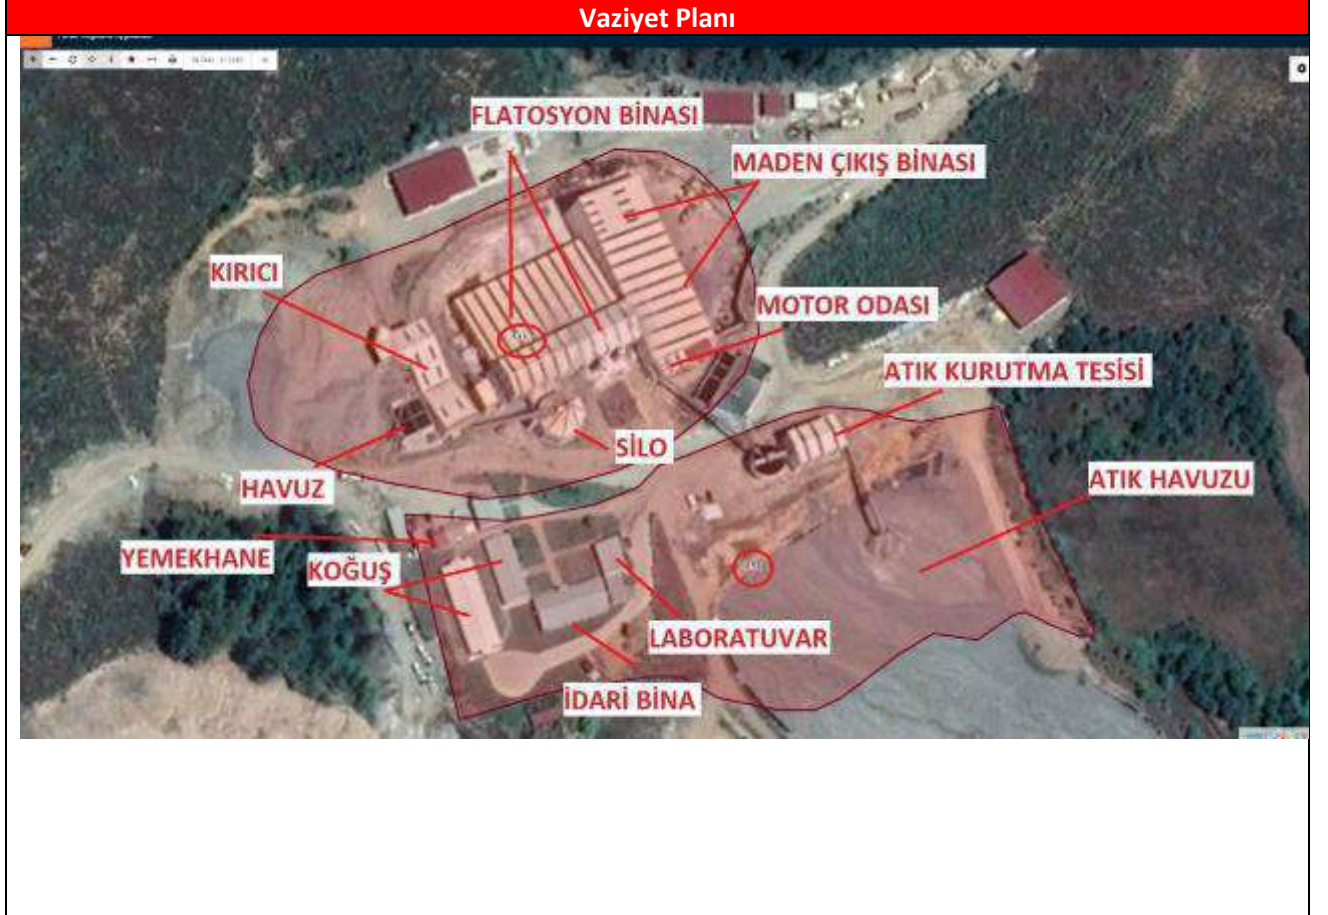 Vaziyet Planı
FLATOSYON BİNASI
MADEN ÇIKIŞ BİNASI
KIRICI
MOTOR ODASI
ATIK KURUTMA TESİSİ
SİLO
HAVUZ
ATIK HAVUZU
YEMEKHANE
KOĞUŞ
LABORATUVAR
İDARİ BİNA